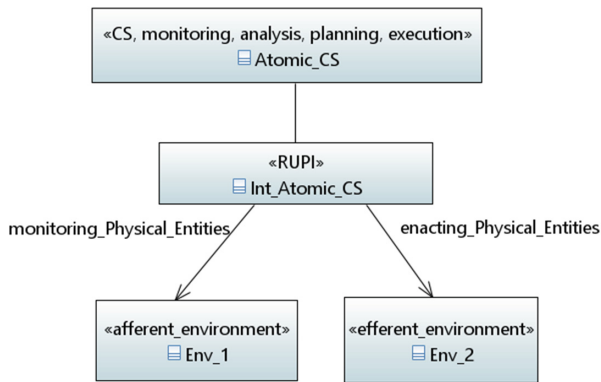 «CS, monitoring, analysis, planning, execution»
Atomic_CS
«RUPI»
Int_Atomic_CS
monitoring_Physical_Entities
enacting_Physical_Entities
«afferent_environment»
Env_1
«efferent_environment»
Env_2